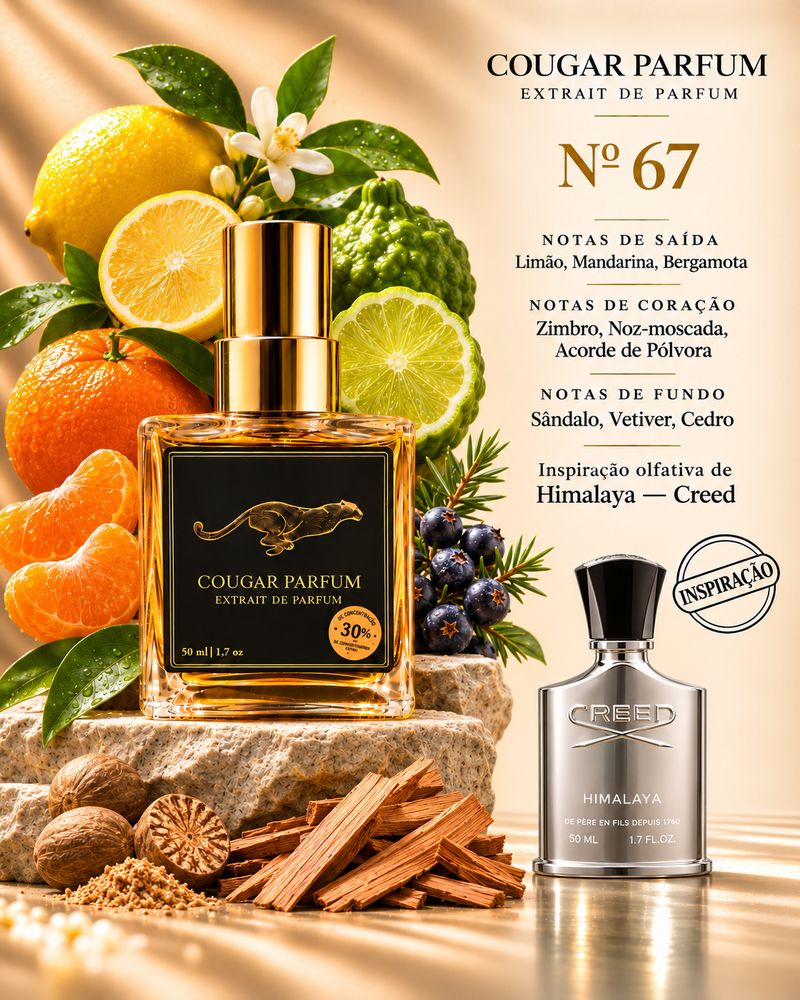 COUGAR PARFUM
EXTRAIT DE PARFUM
Nº 67
NOTAS DE SAÍDA
Limão, Mandarina, Bergamota
NOTAS DE CORAÇÃO
Zimbro, Noz-moscada,
Acorde de Pólvora
NOTAS DE FUNDO
Sândalo, Vetiver, Cedro
Inspiração olfativa de
Himalaya — Creed
INSPIRAÇÃO
COUGAR PARFUM
EXTRAIT DE PARFUM
DE CONCENTRAÇÃO
30%
50 ml | 1,7 oz
CREED
HIMALAYA
DE PÈRE EN FILS DEPUIS 1760
50 ML 1.7 FL.OZ.